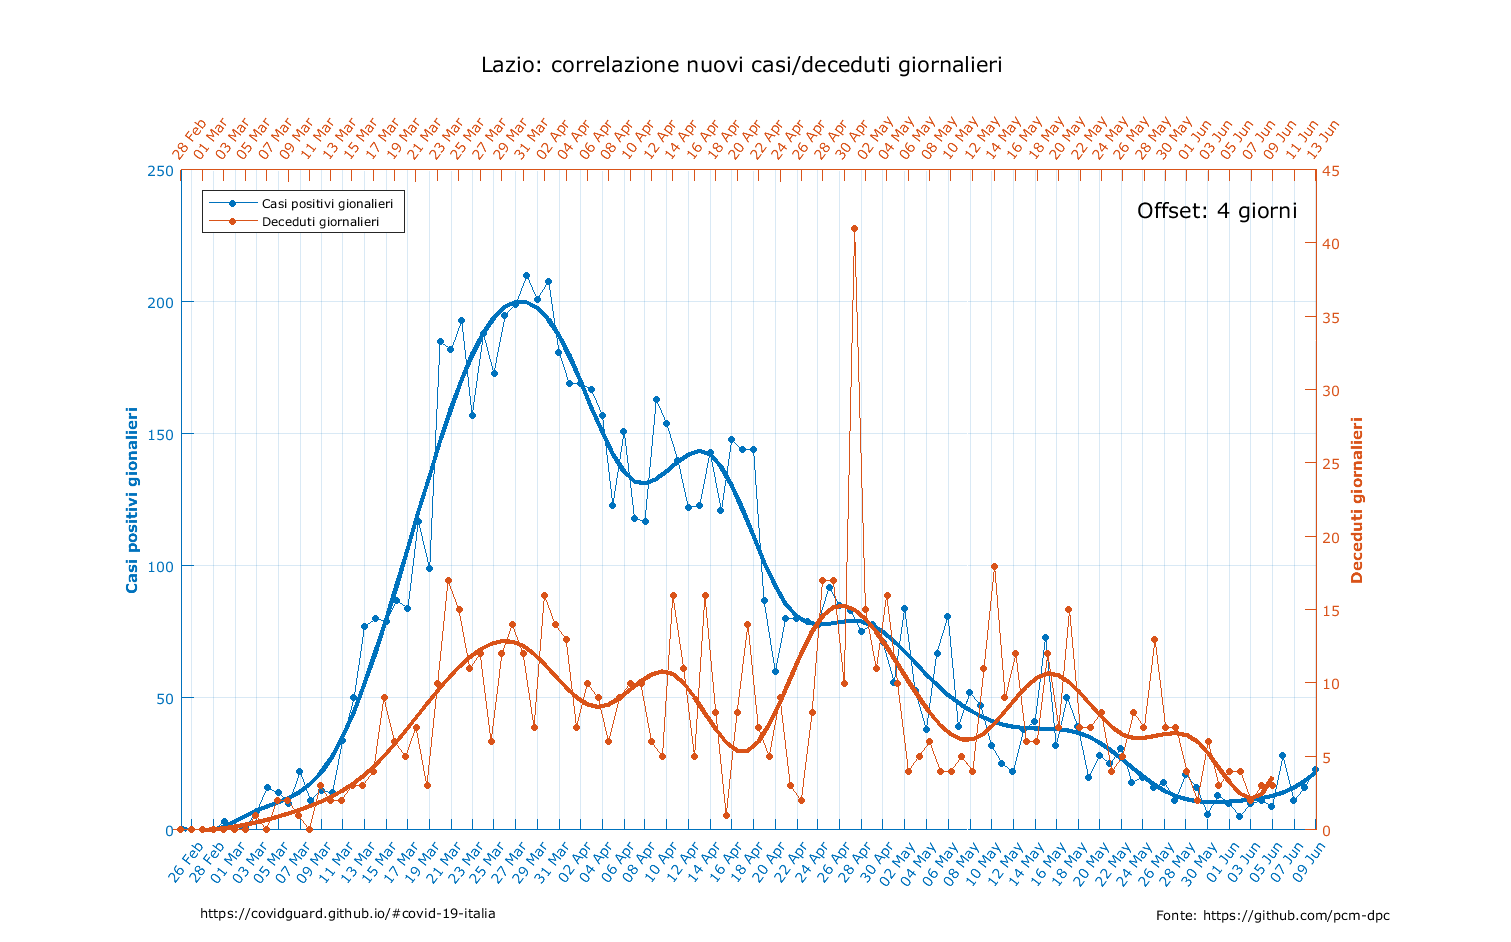 Lazio: correlazione nuovi casi/deceduti giornalieri
28 Feb 01 Mar 03 Mar 05 Mar 07 Mar 09 Mar 11 Mar 13 Mar 15 Mar 17 Mar 19 Mar 21 Mar 23 Mar 25 Mar 27 Mar 29 Mar 31 Mar 02 Apr 04 Apr 06 Apr 08 Apr 10 Apr 12 Apr 14 Apr 16 Apr 18 Apr 20 Apr 22 Apr 24 Apr 26 Apr 28 Apr 30 Apr 02 May 04 May 06 May 08 May 10 May 12 May 14 May 16 May 18 May 20 May 22 May 24 May 26 May 28 May 30 May 01 Jun 03 Jun 05 Jun 07 Jun 09 Jun 11 Jun 13 Jun
250
200
150
100
50
0
Casi positivi gionalieri
Casi positivi gionalieri
Deceduti giornalieri
Offset: 4 giorni
45
40
35
30
25
20
15
10
5
0
Deceduti giornalieri
26 Feb 28 Feb 01 Mar 03 Mar 05 Mar 07 Mar 09 Mar 11 Mar 13 Mar 15 Mar 17 Mar 19 Mar 21 Mar 23 Mar 25 Mar 27 Mar 29 Mar 31 Mar 02 Apr 04 Apr 06 Apr 08 Apr 10 Apr 12 Apr 14 Apr 16 Apr 18 Apr 20 Apr 22 Apr 24 Apr 26 Apr 28 Apr 30 Apr 02 May 04 May 06 May 08 May 10 May 12 May 14 May 16 May 18 May 20 May 22 May 24 May 26 May 28 May 30 May 01 Jun 03 Jun 05 Jun 07 Jun 09 Jun
https://covidguard.github.io/#covid-19-italia
Fonte: https://github.com/pcm-dpc